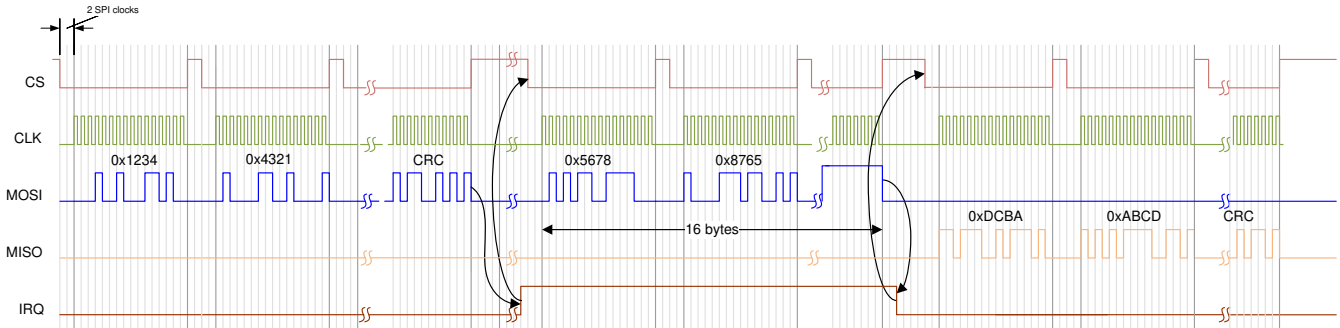 2 SPI clocks
CS
CLK
0x1234 0x4321 CRC 0x5678 0x8765
MOSI
16 bytes
0xDCBA 0xABCD CRC
MISO
IRQ